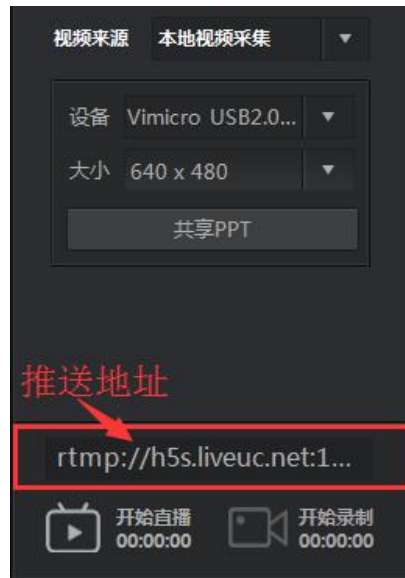 视频来源 本地视频采集
设备 Vimicro USB2.0...
大小 640 x 480
共享PPT
推送地址
rtmp://h5s.liveuc.net:1...
开始直播 开始录制
00:00:00 00:00:00